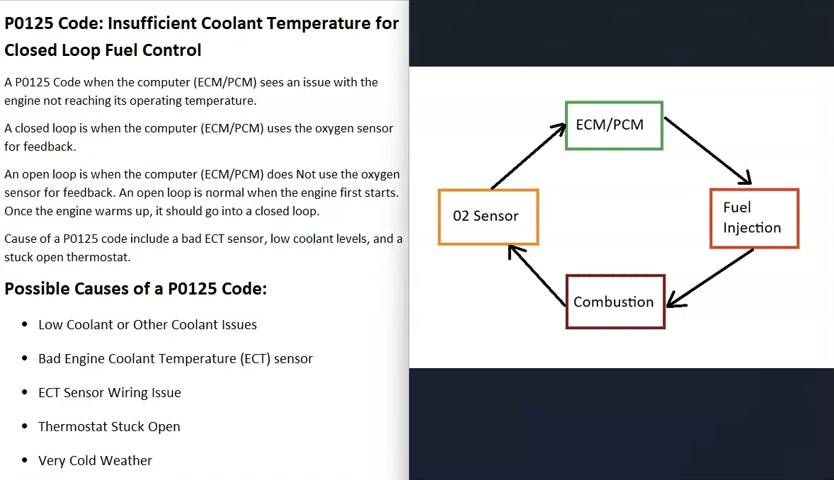 P0125 Code: Insufficient Coolant Temperature for
Closed Loop Fuel Control
A P0125 Code when the computer (ECM/PCM) sees an issue with the
engine not reaching its operating temperature.
A closed loop is when the computer (ECM/PCM) uses the oxygen sensor
for feedback.
An open loop is when the computer (ECM/PCM) does Not use the oxygen
sensor for feedback. An open loop is normal when the engine first starts.
Once the engine warms up, it should go into a closed loop.
Cause of a P0125 code include a bad ECT sensor, low coolant levels, and a
stuck open thermostat.
Possible Causes of a P0125 Code:
• Low Coolant or Other Coolant Issues
• Bad Engine Coolant Temperature (ECT) sensor
• ECT Sensor Wiring Issue
• Thermostat Stuck Open
• Very Cold Weather
ECM/PCM
02 Sensor
Fuel
Injection
Combustion